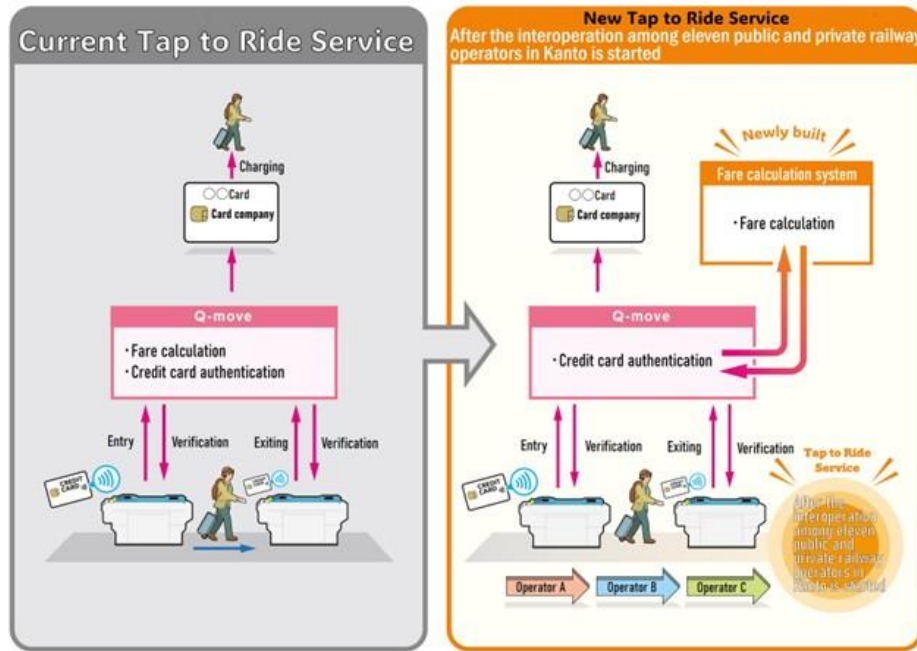 Current Tap to Ride Service
Charging
○○Card
Card company
Q-move
・Fare calculation
・Credit card authentication
Entry
Verification
Exiting
Verification
CREDIT
CARD
CREDIT
CARD
New Tap to Ride Service
After the interoperation among eleven public and private railway
operators in Kanto is started
Charging
○○Card
Card company
Newly built
Fare calculation system
・Fare calculation
Q-move
・Credit card authentication
Entry
Verification
Exiting
Verification
CREDIT
CARD
CREDIT
CARD
Tap to Ride
Service
After the
interoperation
among eleven
public and
private railway
operators in
Kanto is started
Operator A
Operator B
Operator C